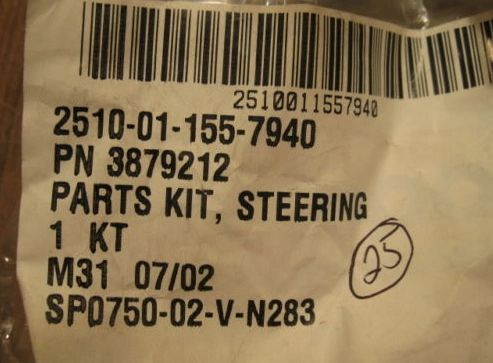 2510011557940
2510-01-155-7940
PN 3879212
PARTS KIT, STEERING
1 KT
25
M31 07/02
SP0750-02-V-N283